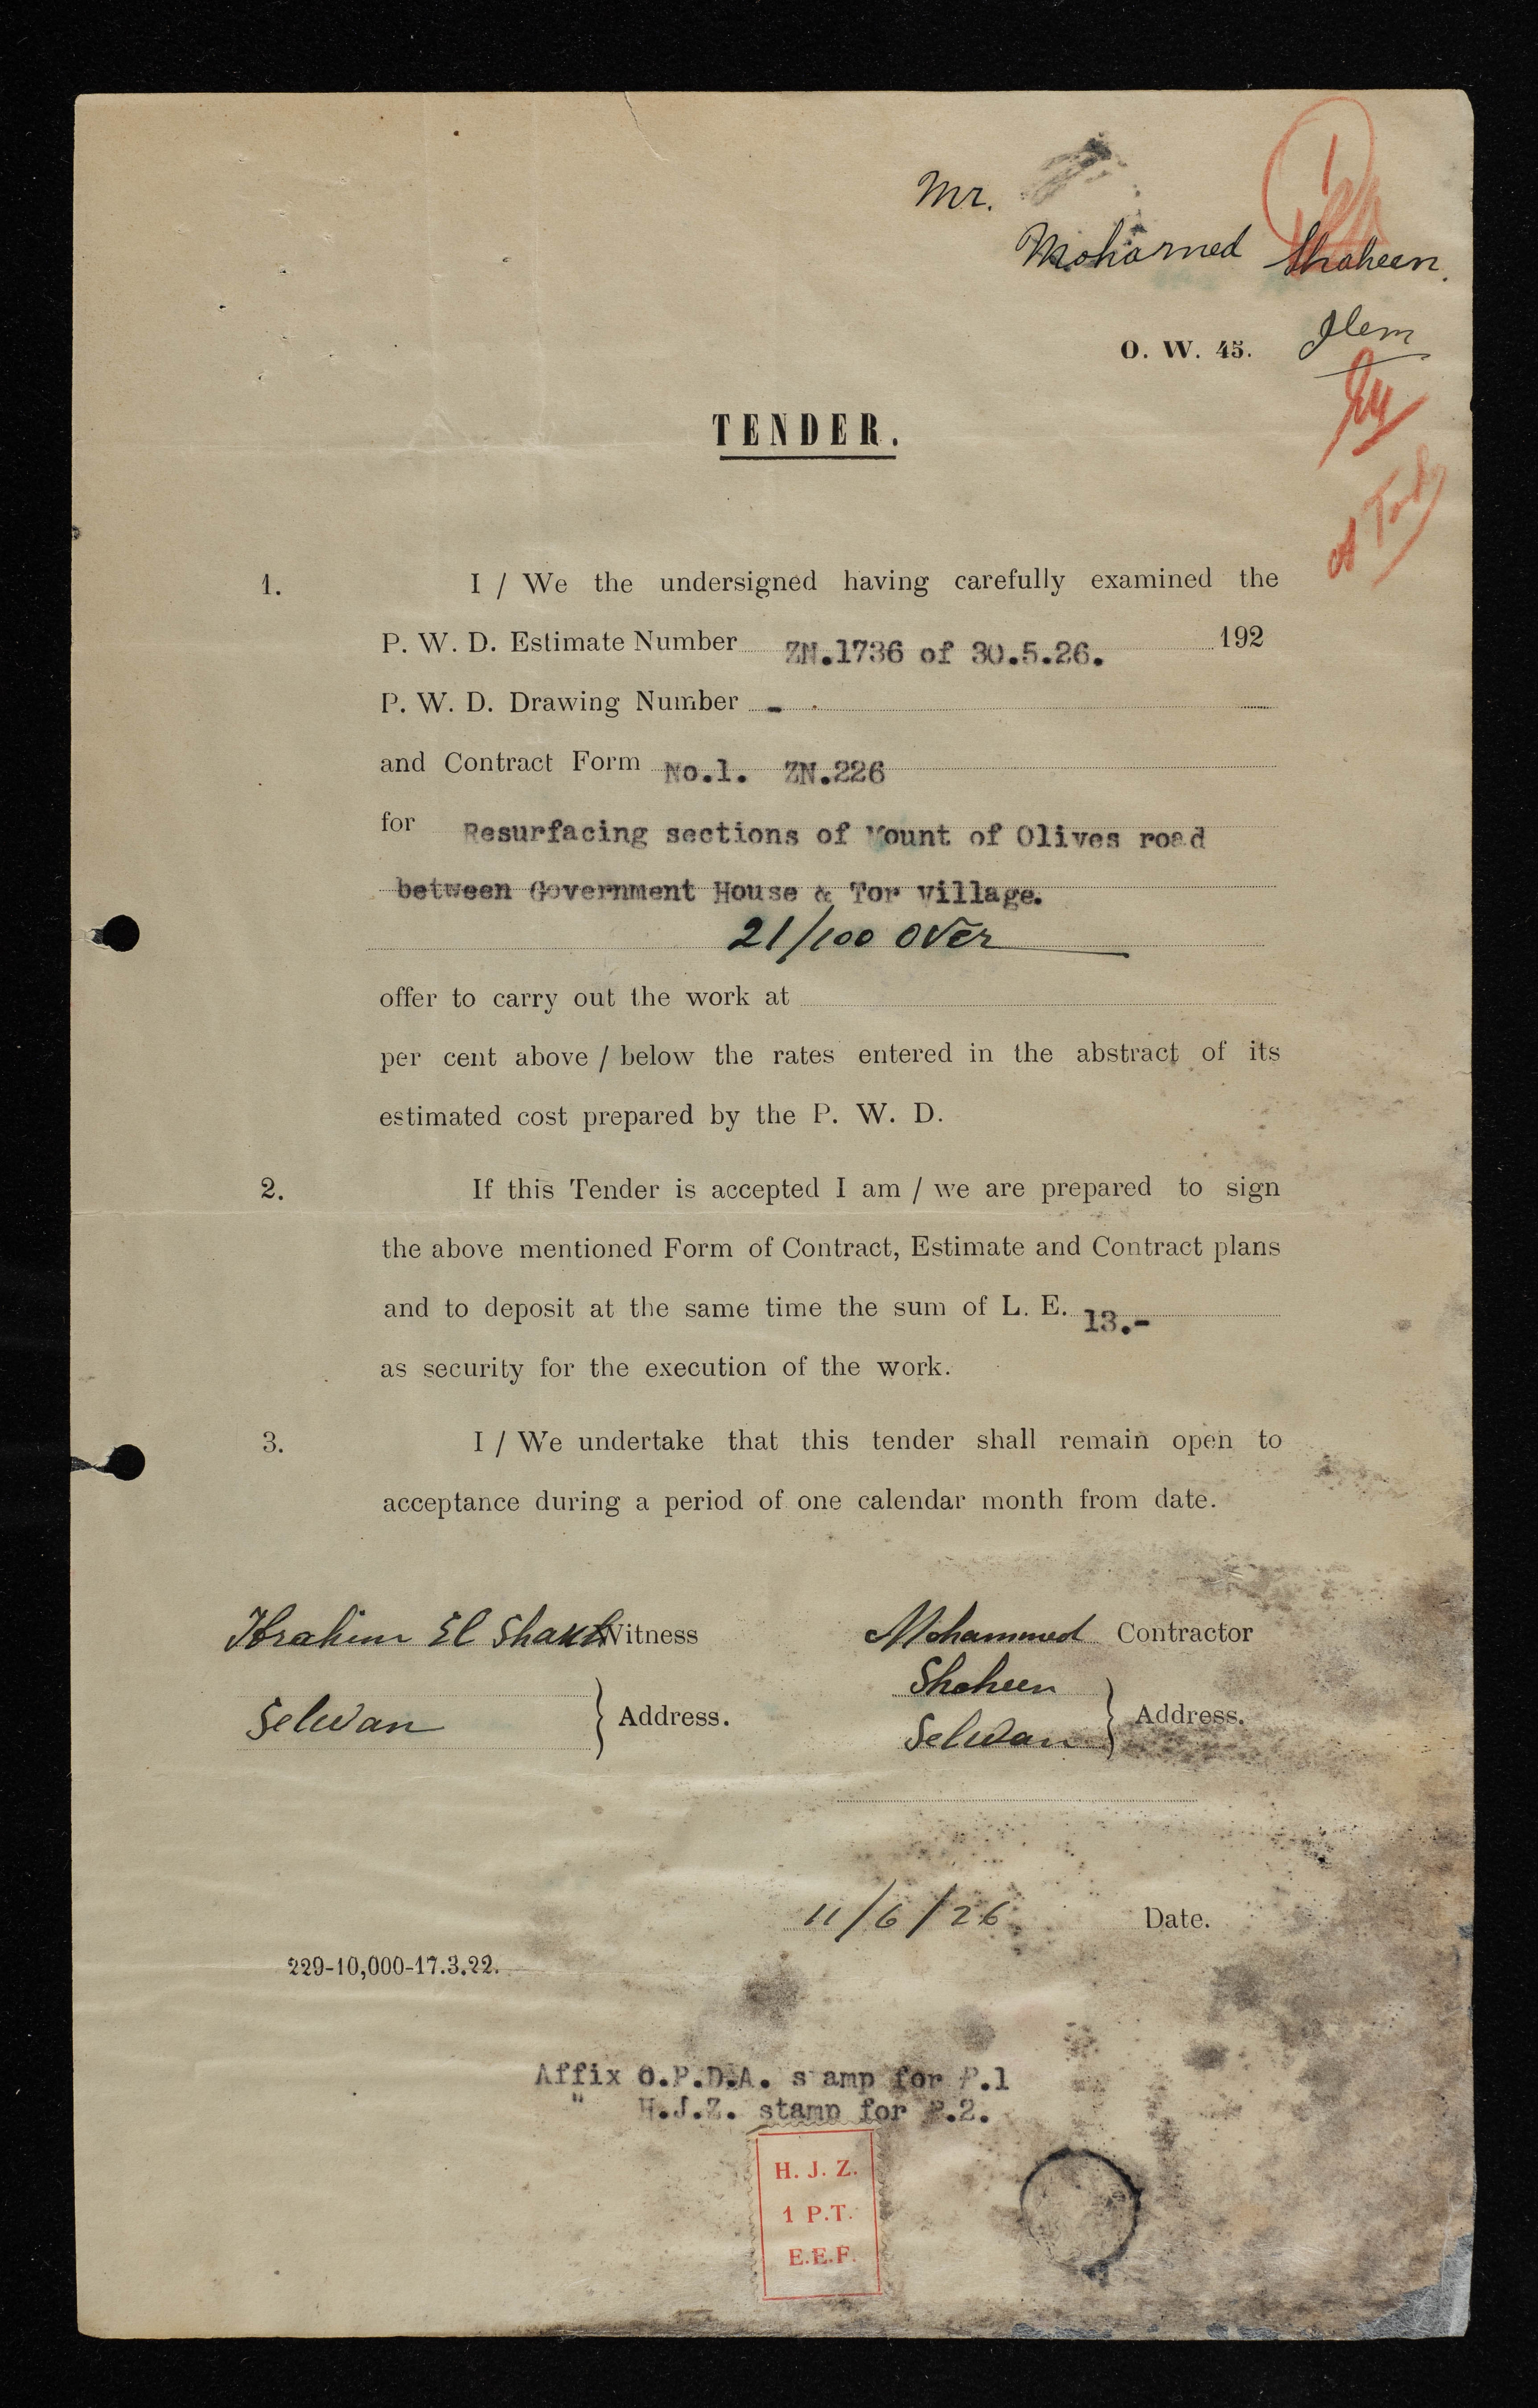 Mr.
Mohamed Shaheen.
O. W. 45. Jlem
TENDER.
1. I / We the undersigned having carefully examined the
P. W. D. Estimate Number ZN.1736 of 30.5.26. 192
P. W. D. Drawing Number -
and Contract Form No.1. ZN.226
for Resurfacing sections of Mount of Olives road
between Government House & Tor village.
21/100 over
offer to carry out the work at
per cent above / below the rates entered in the abstract of its
estimated cost prepared by the P. W. D.
2. If this Tender is accepted I am / we are prepared to sign
the above mentioned Form of Contract, Estimate and Contract plans
and to deposit at the same time the sum of L. E. 13.-
as security for the execution of the work.
3. I / We undertake that this tender shall remain open to
acceptance during a period of one calendar month from date.
Ibrahim El Witness Mohammed Contractor
Shaheen
Selwan } Address. Selwan } Address.
11/6/26 Date.
229-10,000-17.3.22.
Affix O.P.D.A. stamp for P.1
" H.J.Z. stamp for P.2.
H. J. Z.
1 P.T.
E.E.F.